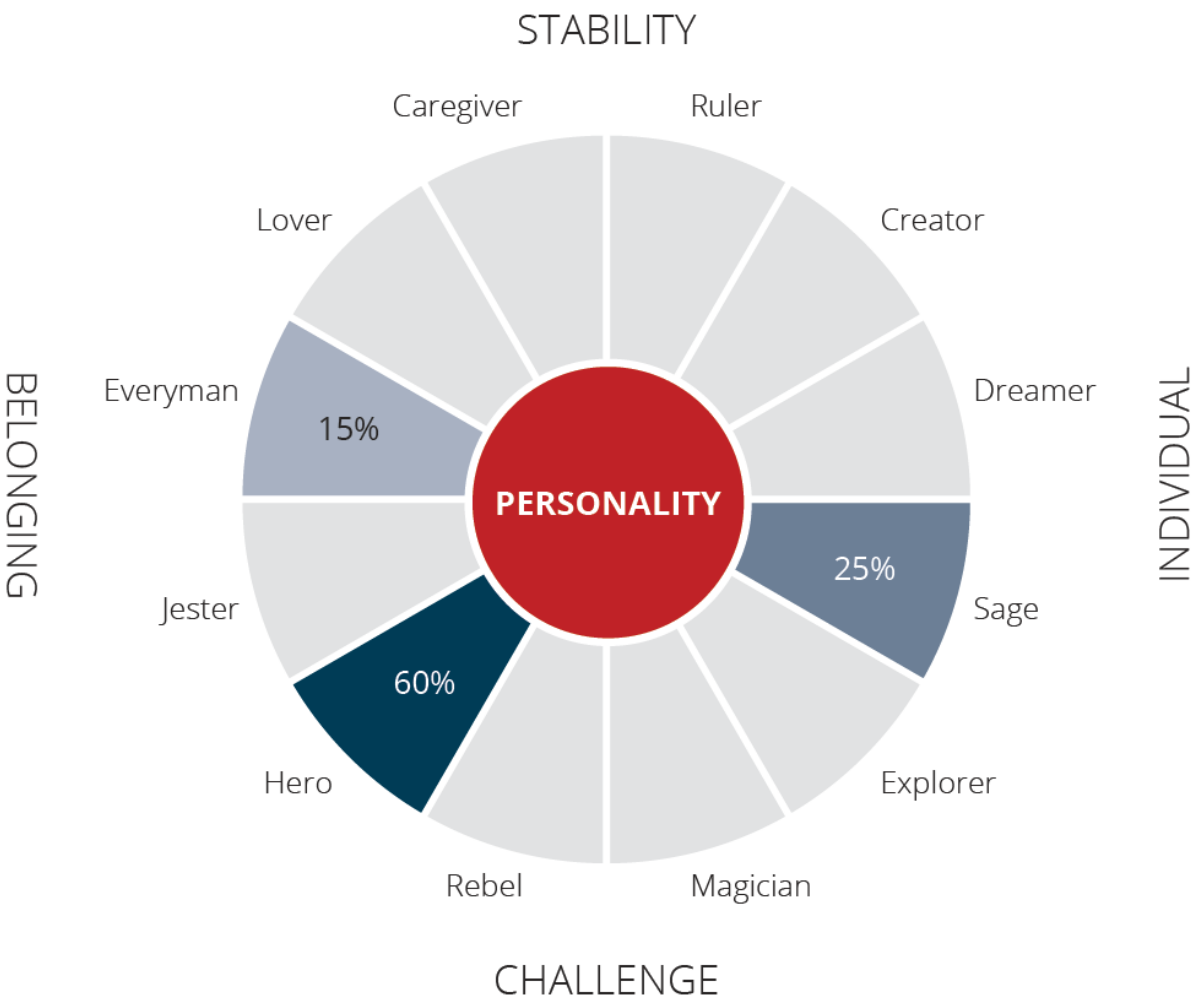 STABILITY
Caregiver
Ruler
Lover
Creator
BELONGING
Everyman
15%
Dreamer
INDIVIDUAL
PERSONALITY
25%
Jester
Sage
60%
Hero
Explorer
Rebel
Magician
CHALLENGE